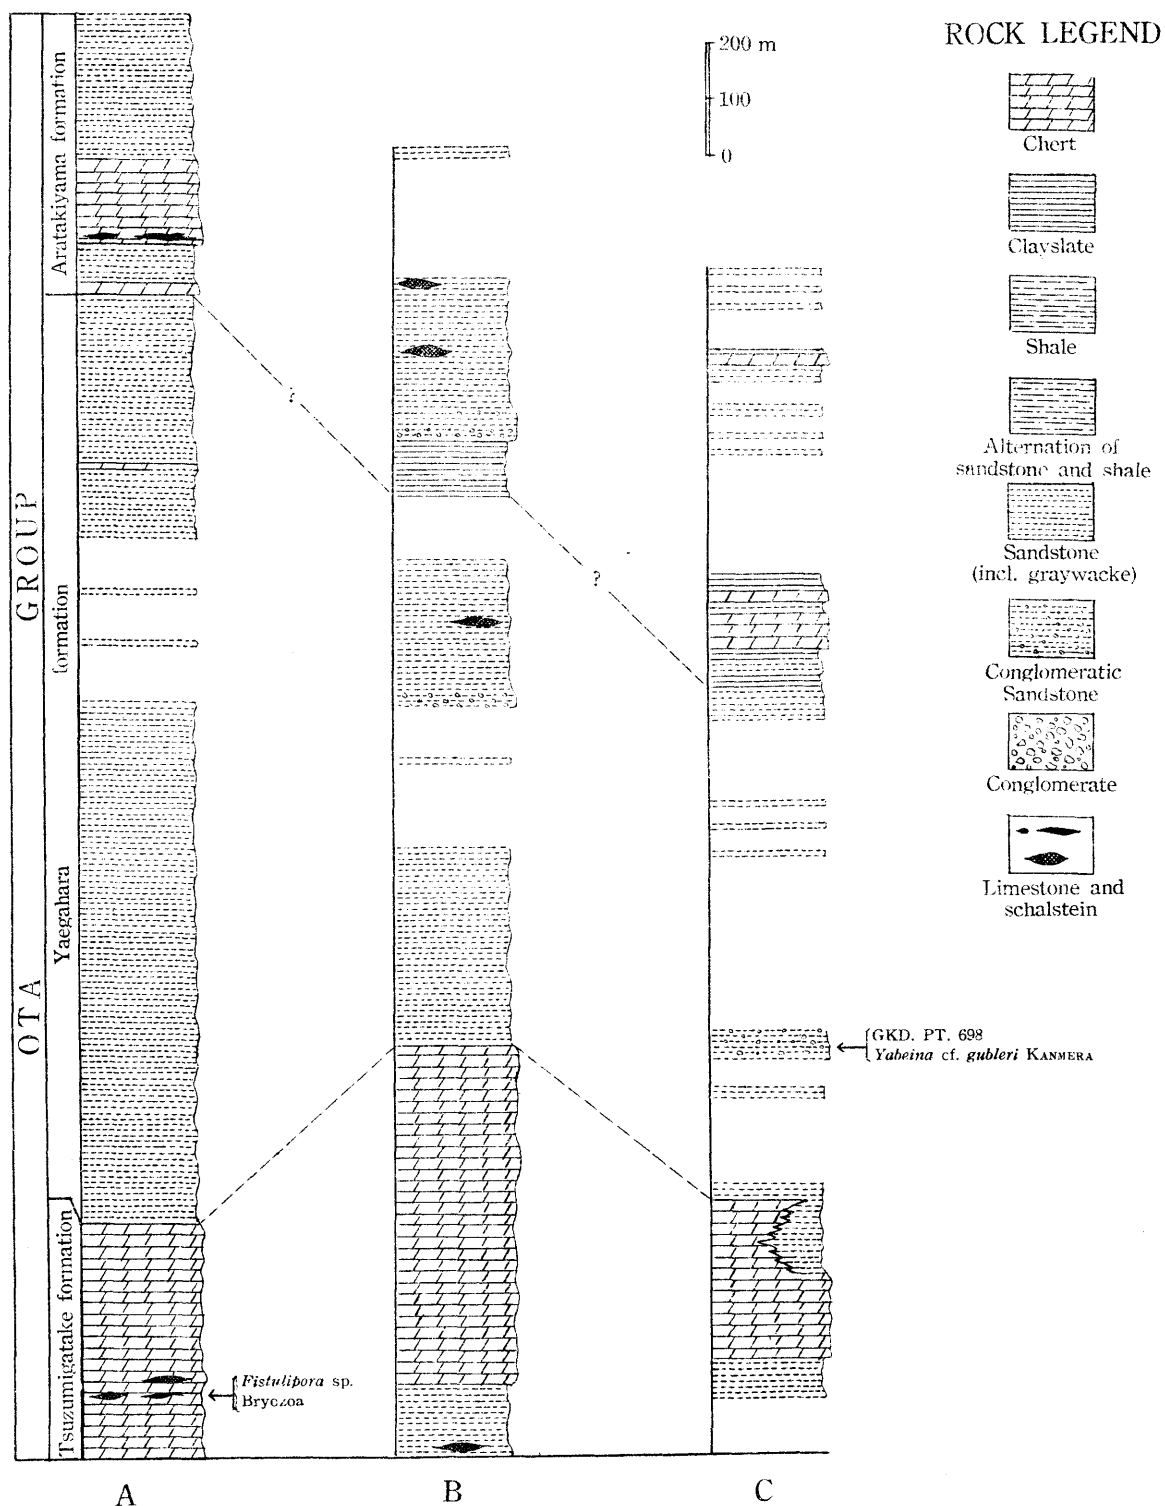 ROCK LEGEND
200 m
100
0
Chert
Clayslate
Shale
Alternation of
sandstone and shale
Sandstone
(incl. graywacke)
Conglomeratic
Sandstone
Conglomerate
Limestone and
schalstein
OTA GROUP
Aratakiyama formation
Yaegahara formation
Tsuzumigatake formation
?
?
GKD. PT. 698
Yabeina cf. gubleri KANMERA
Fistulipora sp.
Bryozoa
A
B
C